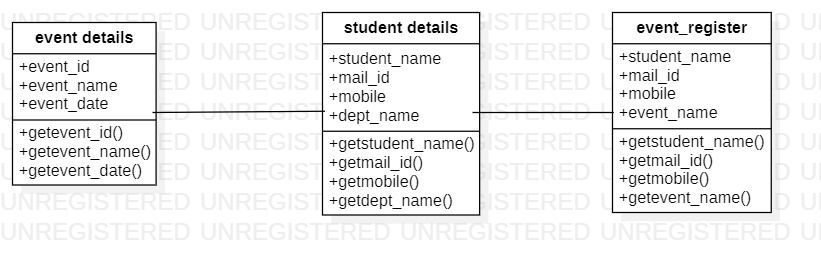 event details
+event_id
+event_name
+event_date
+getevent_id()
+getevent_name()
+getevent_date()
student details
+student_name
+mail_id
+mobile
+dept_name
+getstudent_name()
+getmail_id()
+getmobile()
+getdept_name()
event_register
+student_name
+mail_id
+mobile
+event_name
+getstudent_name()
+getmail_id()
+getmobile()
+getevent_name()
UNREGISTERED UNREGISTERED UNREGISTERED UNREGISTERED